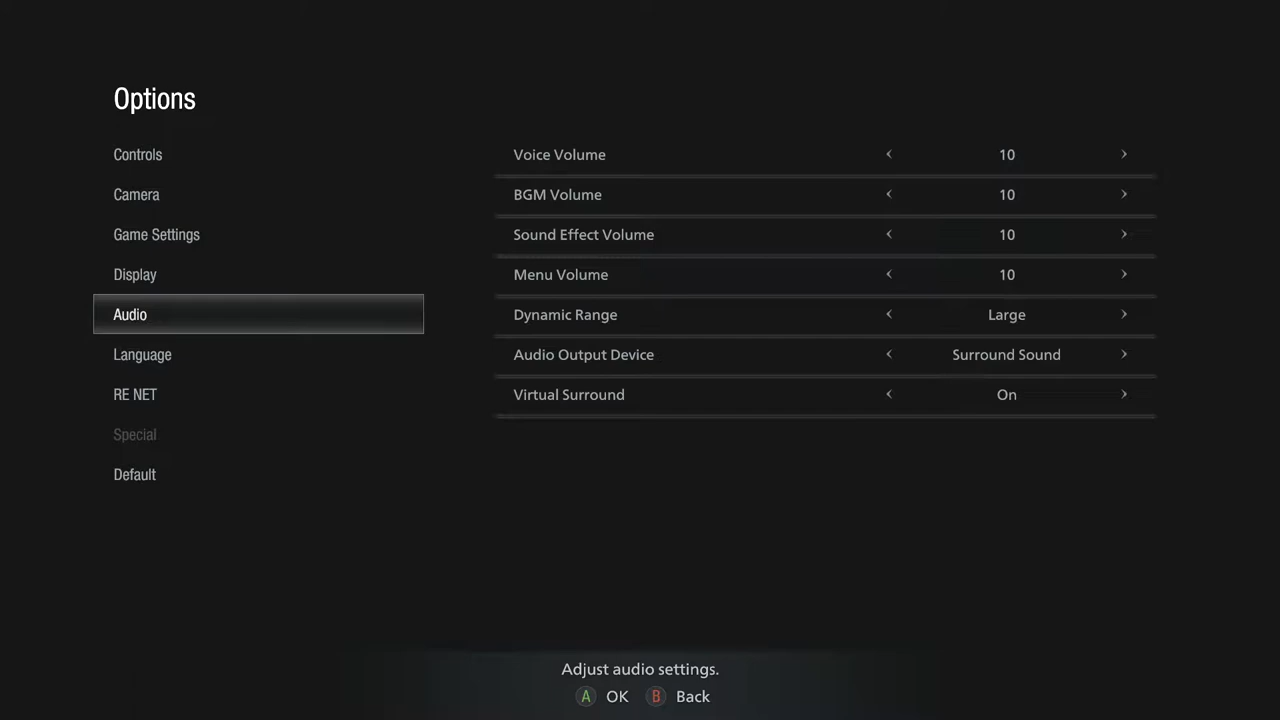 Options
Controls
Camera
Game Settings
Display
Audio
Language
RE NET
Special
Default
Voice Volume 10
BGM Volume 10
Sound Effect Volume 10
Menu Volume 10
Dynamic Range Large
Audio Output Device Surround Sound
Virtual Surround On
Adjust audio settings.
A OK B Back